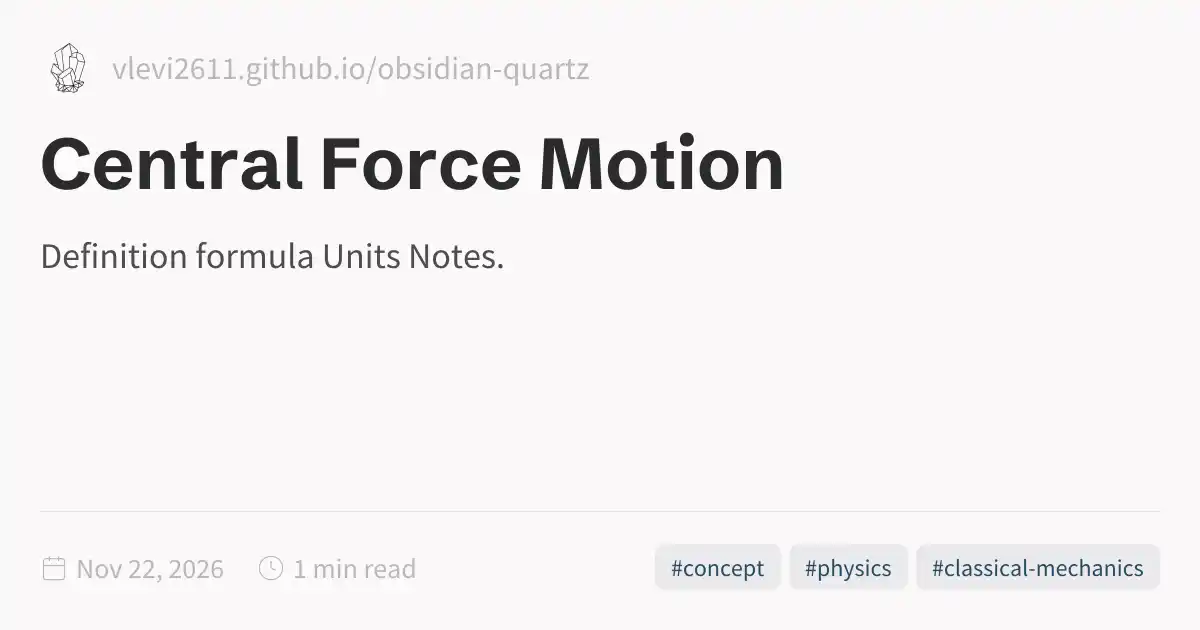 vlevi2611.github.io/obsidian-quartz
Central Force Motion
Definition formula Units Notes.
Nov 22, 2026 1 min read #concept #physics #classical-mechanics